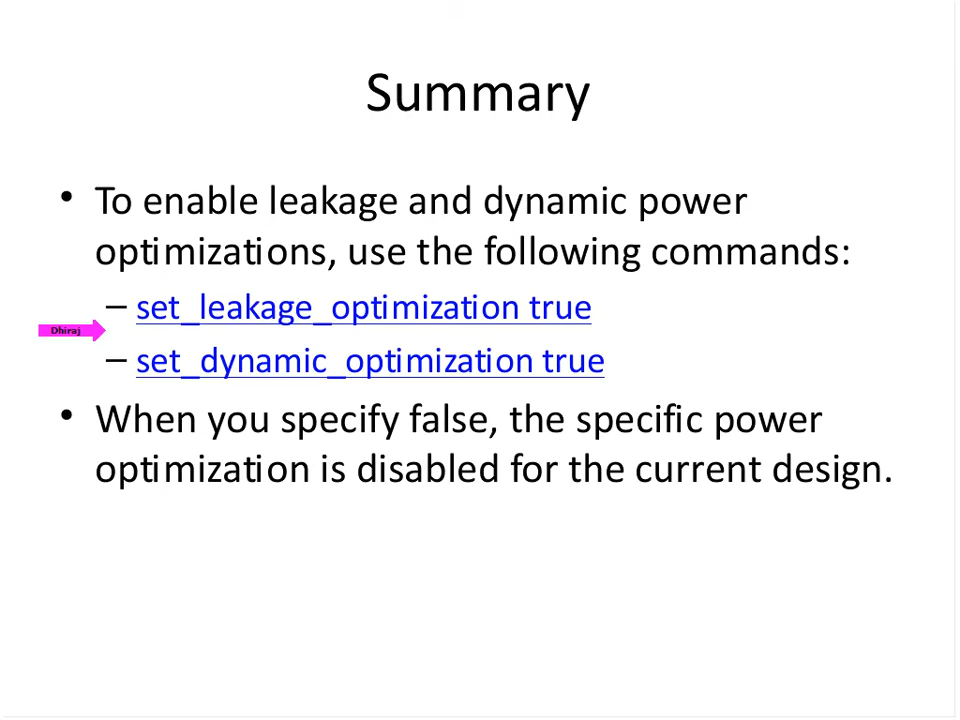 Summary
• To enable leakage and dynamic power
optimizations, use the following commands:
– set_leakage_optimization true
Dhiraj
– set_dynamic_optimization true
• When you specify false, the specific power
optimization is disabled for the current design.